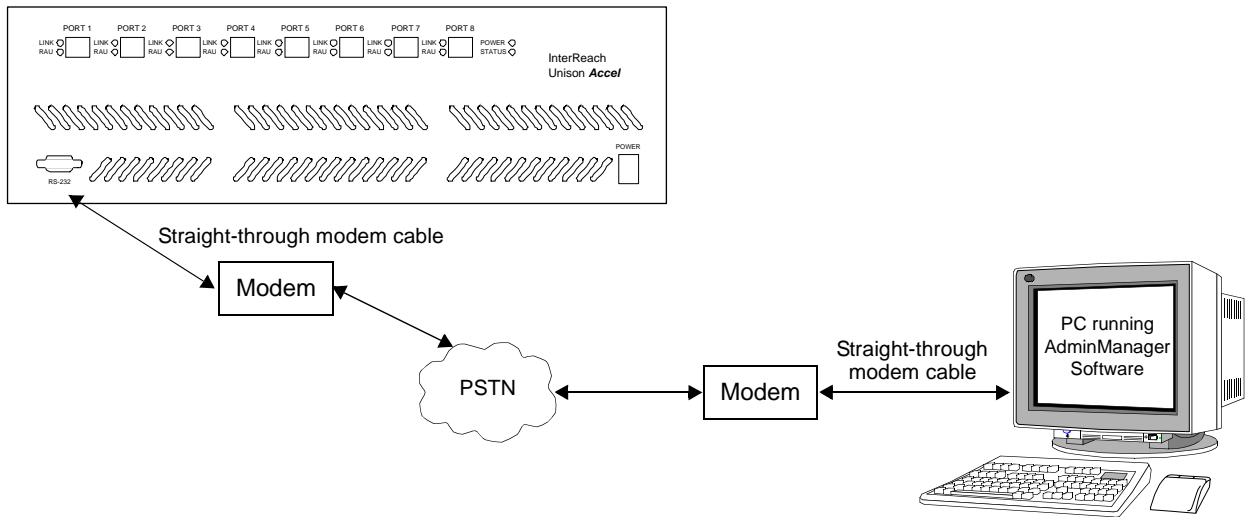 PORT 1 PORT 2 PORT 3 PORT 4 PORT 5 PORT 6 PORT 7 PORT 8
LINK LINK LINK LINK LINK LINK LINK LINK POWER
RAU RAU RAU RAU RAU RAU RAU RAU STATUS
InterReach
Unison Accel
POWER
RS-232
Straight-through modem cable
Modem
PSTN
Modem
Straight-through
modem cable
PC running
AdminManager
Software